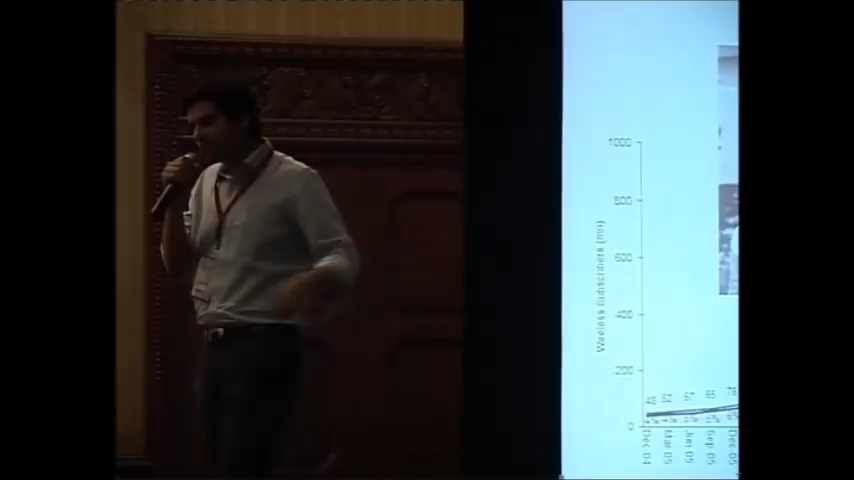 1000
800
600
400
200
0
Wireless Subscribers (mn)
Dec-04
Mar-05
Jun-05
Sep-05
Dec-05